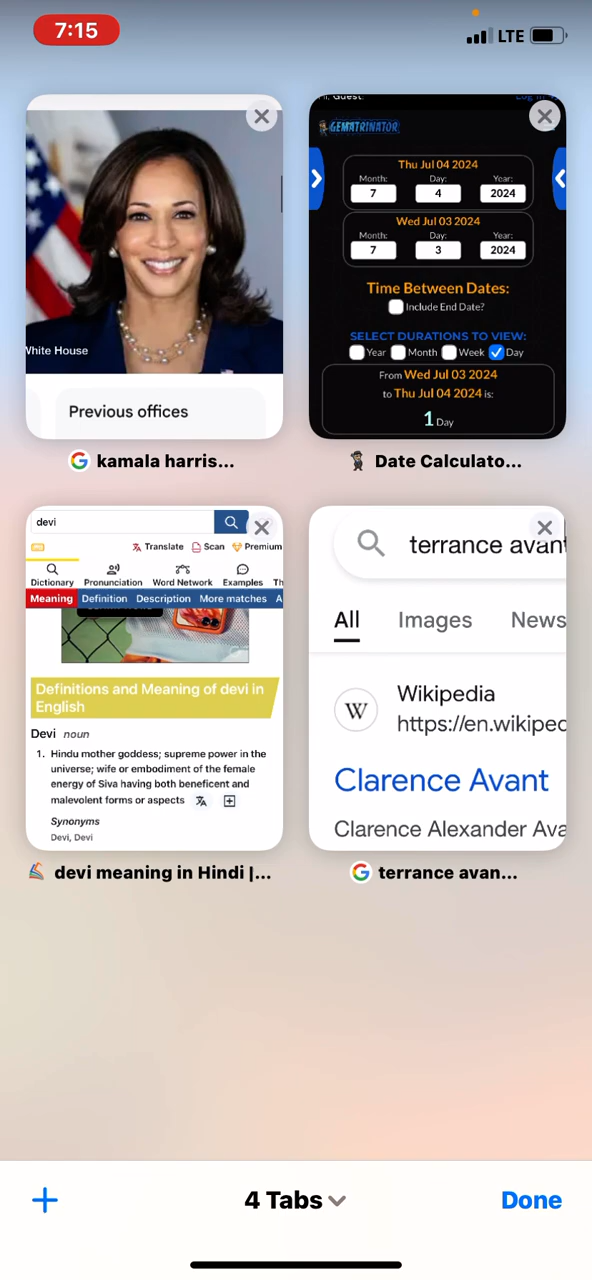 7:15
LTE
White House
Previous offices
kamala harris...
Guest.
GEMATRINATOR
Thu Jul 04 2024
Month: Day: Year:
7 4 2024
Wed Jul 03 2024
Month: Day: Year:
7 3 2024
Time Between Dates:
Include End Date?
SELECT DURATIONS TO VIEW:
Year Month Week Day
From Wed Jul 03 2024
to Thu Jul 04 2024 is:
1 Day
Date Calculato...
devi
Translate Scan Premium
Dictionary Pronunciation Word Network Examples Th
Meaning Definition Description More matches A
Definitions and Meaning of devi in
English
Devi noun
1. Hindu mother goddess; supreme power in the
universe; wife or embodiment of the female
energy of Siva having both beneficent and
malevolent forms or aspects
Synonyms
Devi, Devi
devi meaning in Hindi |...
terrance avant
All Images News
W Wikipedia
https://en.wikiped
Clarence Avant
Clarence Alexander Ava
terrance avan...
4 Tabs
Done